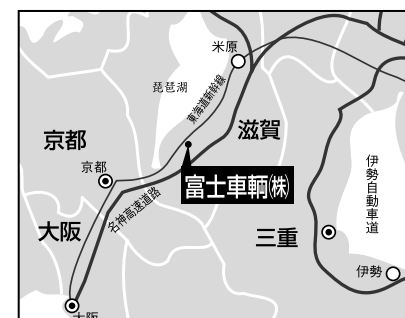 米原
琵琶湖
東海道新幹線
京都
滋賀
京都
富士車輌㈱
伊勢自動車道
名神高速道路
大阪
三重
伊勢
大阪